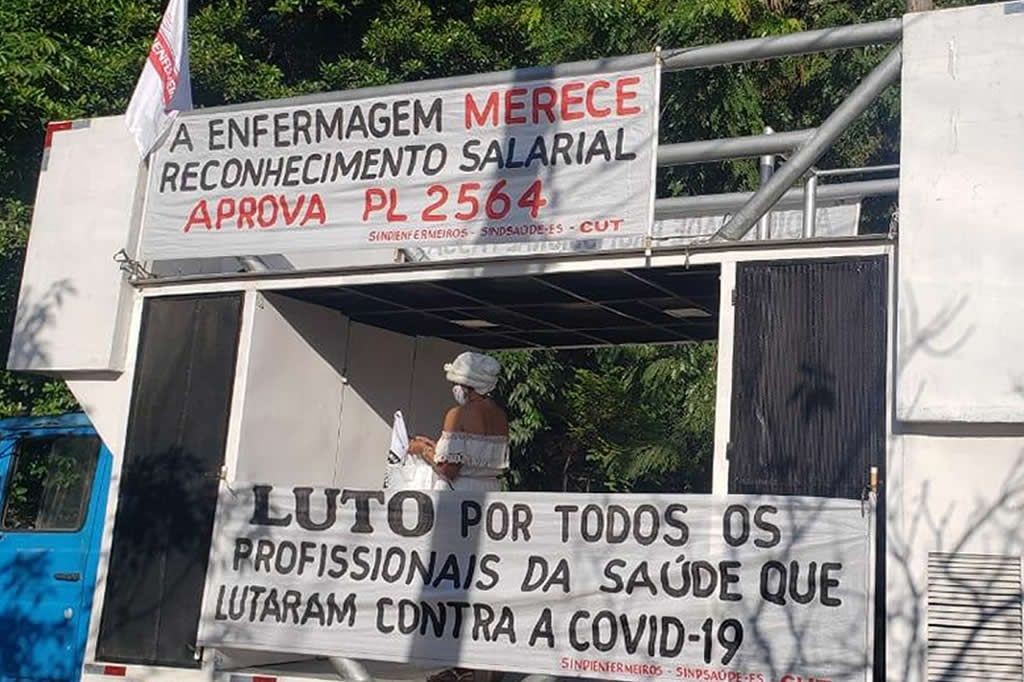 A ENFERMAGEM MERECE
RECONHECIMENTO SALARIAL
APROVA PL 2564
SINDIENFERMEIROS - SINDSAÚDE-ES - CUT
LUTO POR TODOS OS
PROFISSIONAIS DA SAÚDE QUE
LUTARAM CONTRA A COVID-19
SINDIENFERMEIROS - SINDSAÚDE-ES - CUT